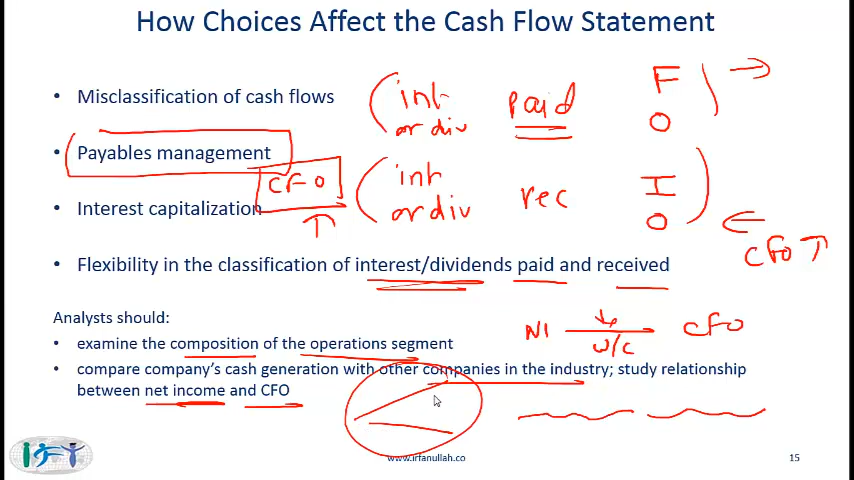 How Choices Affect the Cash Flow Statement
• Misclassification of cash flows
(int paid F ) →
or div O
• Payables management
CFO (int rec I )
↑ or div O ←
• Interest capitalization
CFO ↑
• Flexibility in the classification of interest/dividends paid and received
Analysts should:
NI → CFO
↓
W/C
• examine the composition of the operations segment
• compare company's cash generation with other companies in the industry; study relationship
between net income and CFO
IFT
www.irfanullah.co
15